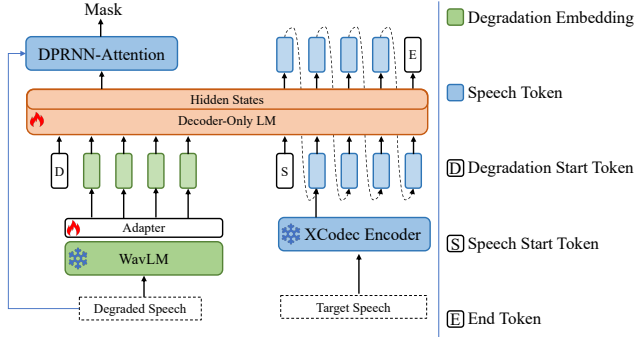 Mask
DPRNN-Attention
E
Hidden States
Decoder-Only LM
D
S
Adapter
WavLM
XCodec Encoder
Degraded Speech
Target Speech
Degradation Embedding
Speech Token
D Degradation Start Token
S Speech Start Token
E End Token